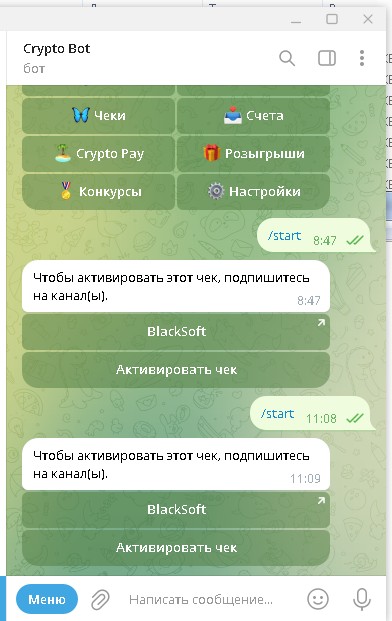 Crypto Bot
бот
🦋 Чеки
📥 Счета
🏝 Crypto Pay
🎁 Розыгрыши
🏅 Конкурсы
⚙️ Настройки
/start 8:47
Чтобы активировать этот чек, подпишитесь
на канал(ы).
8:47
BlackSoft
Активировать чек
/start 11:08
Чтобы активировать этот чек, подпишитесь
на канал(ы).
11:09
BlackSoft
Активировать чек
Меню
Написать сообщение...